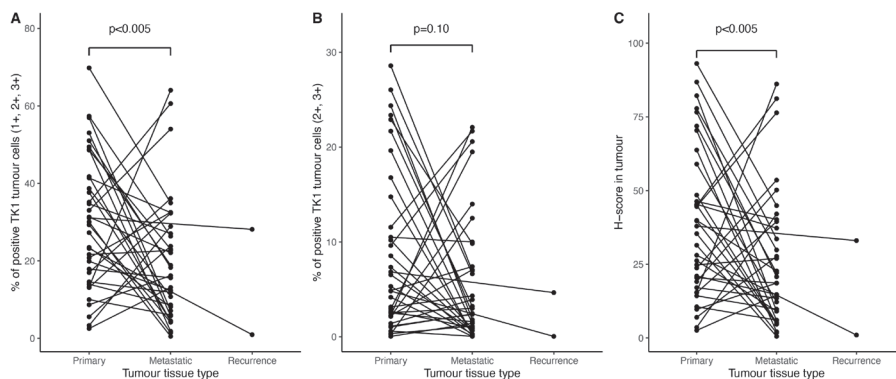 A
p<0.005
% of positive TK1 tumour cells (1+, 2+, 3+)
80
60
40
20
0
Primary
Metastatic
Recurrence
Tumour tissue type
B
p=0.10
% of positive TK1 tumour cells (2+, 3+)
30
20
10
0
Primary
Metastatic
Recurrence
Tumour tissue type
C
p<0.005
H−score in tumour
100
75
50
25
0
Primary
Metastatic
Recurrence
Tumour tissue type